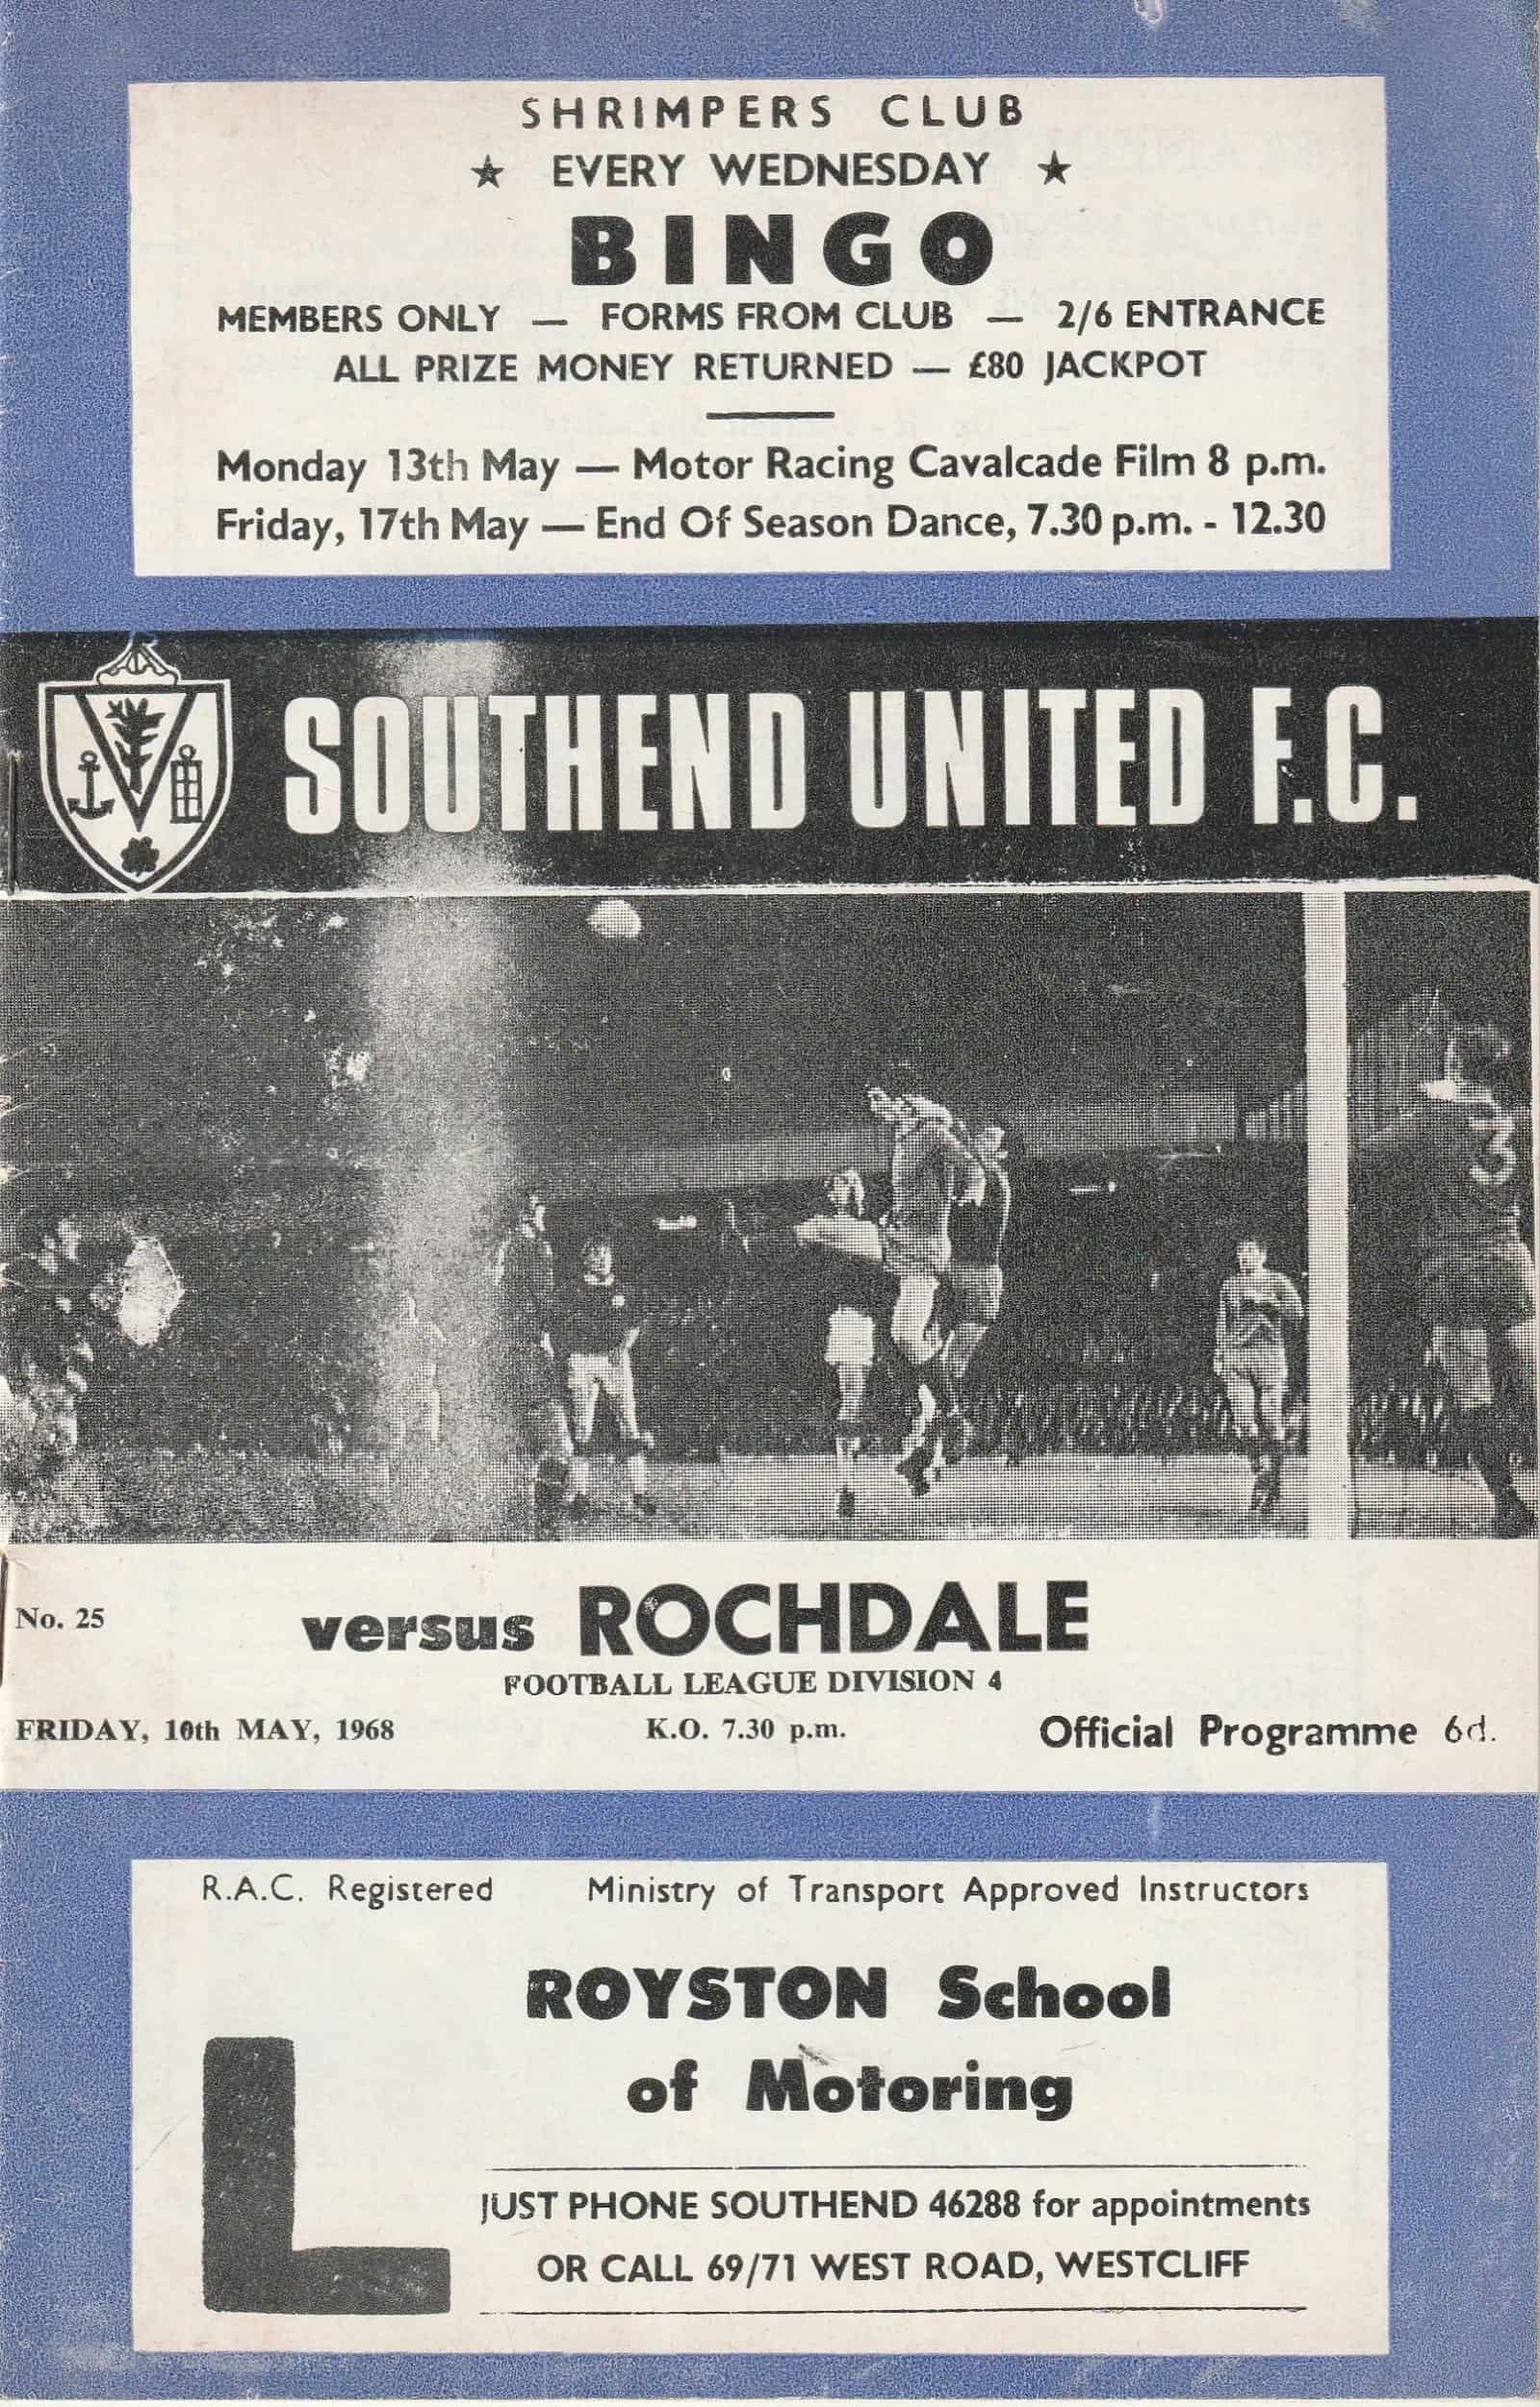 SHRIMPERS CLUB
★ EVERY WEDNESDAY ★
BINGO
MEMBERS ONLY — FORMS FROM CLUB — 2/6 ENTRANCE
ALL PRIZE MONEY RETURNED — £80 JACKPOT
Monday 13th May — Motor Racing Cavalcade Film 8 p.m.
Friday, 17th May — End Of Season Dance, 7.30 p.m. - 12.30
SOUTHEND UNITED F.C.
3
No. 25
versus ROCHDALE
FOOTBALL LEAGUE DIVISION 4
FRIDAY, 10th MAY, 1968 K.O. 7.30 p.m. Official Programme 6d.
R.A.C. Registered Ministry of Transport Approved Instructors
ROYSTON School
of Motoring
L
JUST PHONE SOUTHEND 46288 for appointments
OR CALL 69/71 WEST ROAD, WESTCLIFF